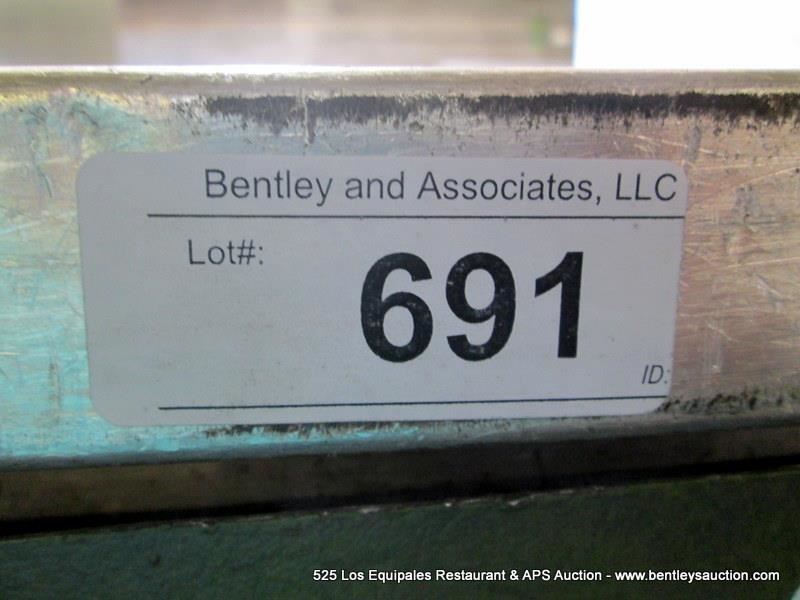 Bentley and Associates, LLC
Lot#:
691
ID:
525 Los Equipales Restaurant & APS Auction - www.bentleysauction.com